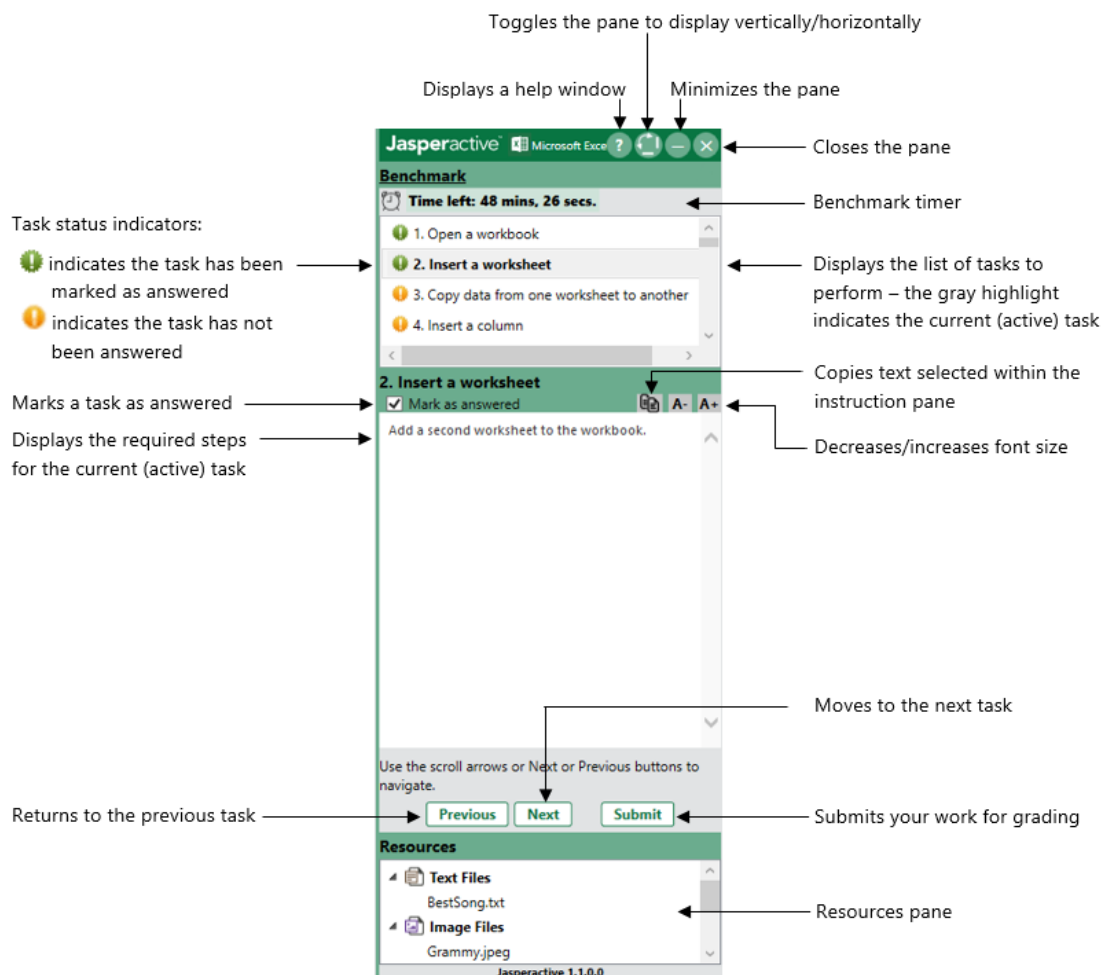 Toggles the pane to display vertically/horizontally
Displays a help window
Minimizes the pane
Jasperactive
Microsoft Exce
?
Closes the pane
Benchmark
Time left: 48 mins, 26 secs.
Benchmark timer
Task status indicators:
indicates the task has been
marked as answered
indicates the task has not
been answered
1. Open a workbook
2. Insert a worksheet
3. Copy data from one worksheet to another
4. Insert a column
Displays the list of tasks to
perform – the gray highlight
indicates the current (active) task
2. Insert a worksheet
Copies text selected within the
instruction pane
Marks a task as answered
Mark as answered
A- A+
Displays the required steps
for the current (active) task
Add a second worksheet to the workbook.
Decreases/increases font size
Moves to the next task
Use the scroll arrows or Next or Previous buttons to
navigate.
Returns to the previous task
Previous Next Submit
Submits your work for grading
Resources
Text Files
BestSong.txt
Image Files
Grammy.jpeg
Resources pane
Jasperactive 1.1.0.0